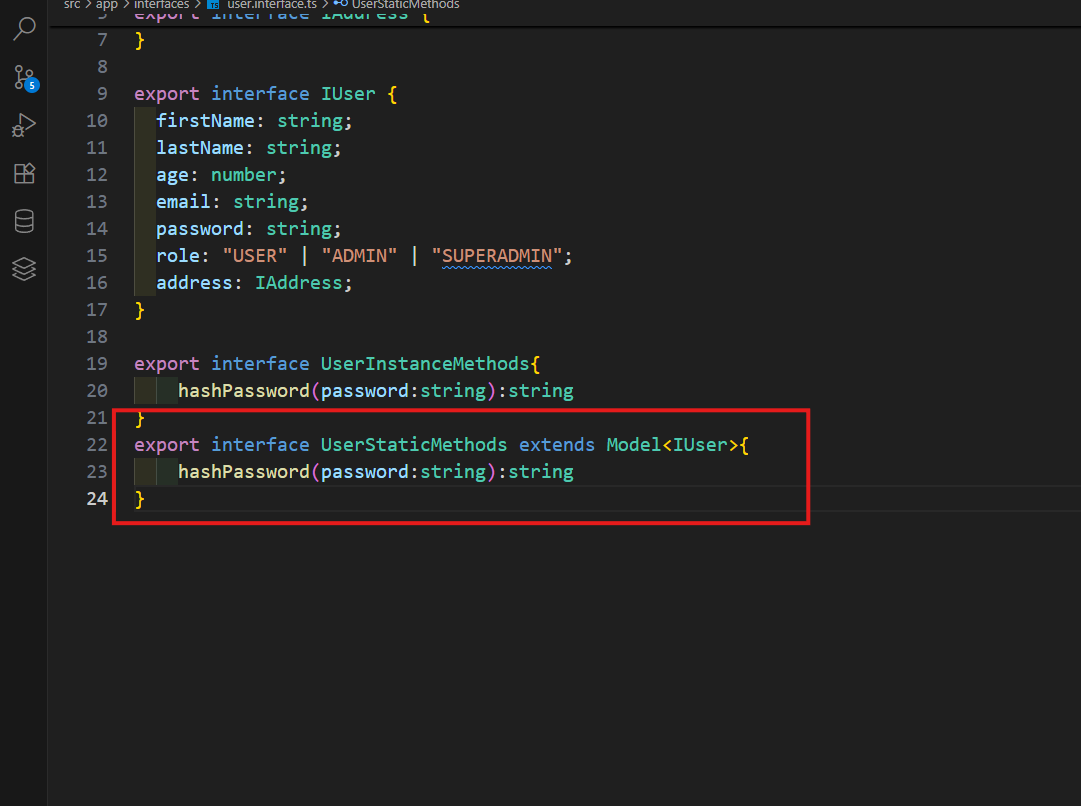 src > app > interfaces > TS user.interface.ts > UserStaticMethods
5 export interface IAddress {
7 }
8
9 export interface IUser {
10 firstName: string;
11 lastName: string;
12 age: number;
13 email: string;
14 password: string;
15 role: "USER" | "ADMIN" | "SUPERADMIN";
16 address: IAddress;
17 }
18
19 export interface UserInstanceMethods{
20 hashPassword(password:string):string
21 }
22 export interface UserStaticMethods extends Model<IUser>{
23 hashPassword(password:string):string
24 }
5